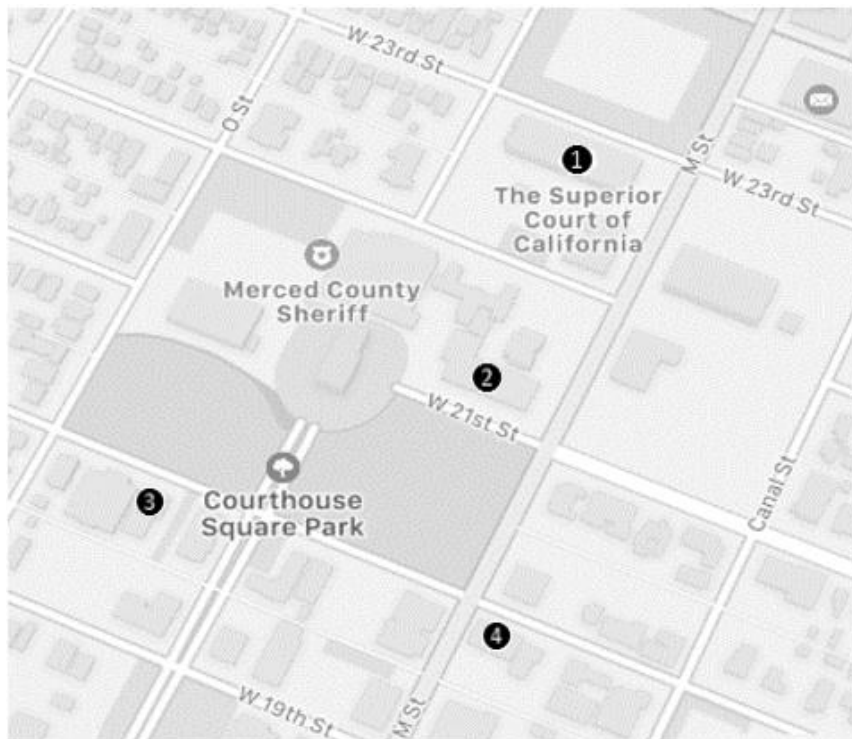 W 23rd St
O St
1
M St
W 23rd St
The Superior
Court of
California
Merced County
Sheriff
2
W 21st St
Canal St
3
Courthouse
Square Park
4
W 19th St
M St